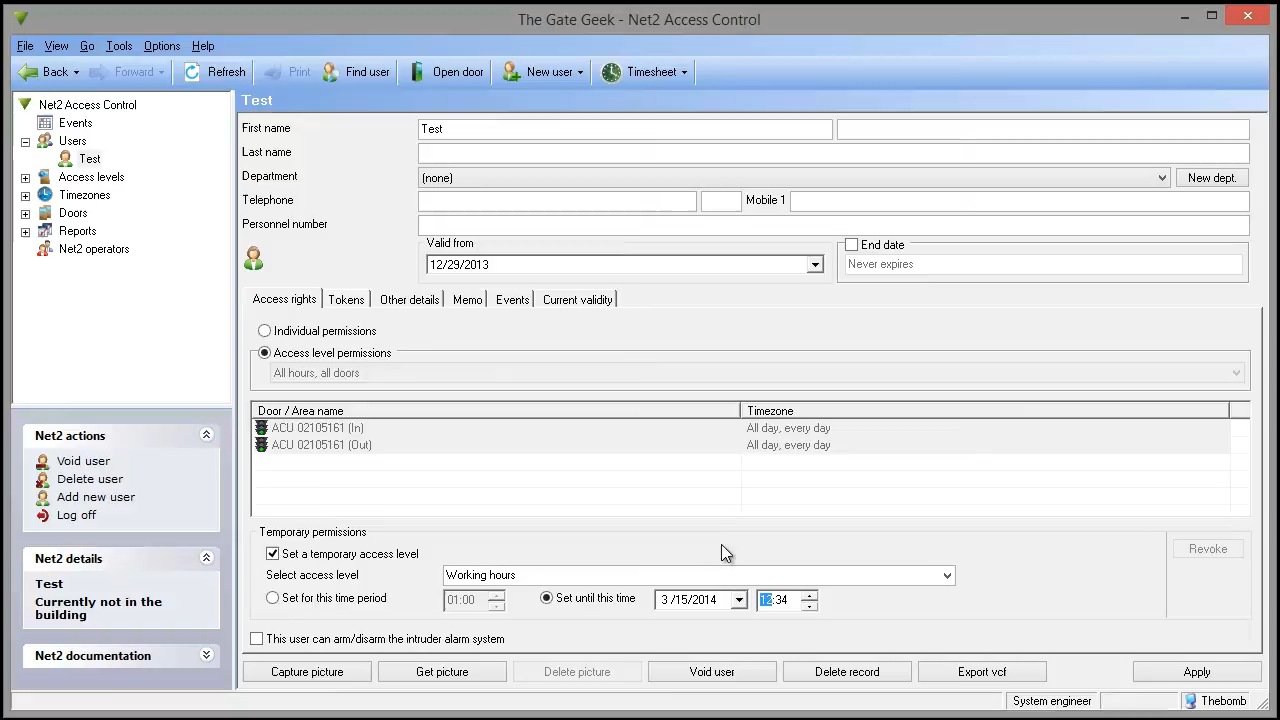 The Gate Geek - Net2 Access Control
File View Go Tools Options Help
Back Forward Refresh Print Find user Open door New user Timesheet
Net2 Access Control
Events
Users
Test
Access levels
Timezones
Doors
Reports
Net2 operators
Net2 actions
Void user
Delete user
Add new user
Log off
Net2 details
Test
Currently not in the
building
Net2 documentation
Test
First name Test
Last name
Department (none) New dept.
Telephone Mobile 1
Personnel number
Valid from
12/29/2013
End date
Never expires
Access rights Tokens Other details Memo Events Current validity
Individual permissions
Access level permissions
All hours, all doors
Door / Area name Timezone
ACU 02105161 (In) All day, every day
ACU 02105161 (Out) All day, every day
Temporary permissions
Set a temporary access level Revoke
Select access level Working hours
Set for this time period 01:00 Set until this time 3 /15/2014 12:34
This user can arm/disarm the intruder alarm system
Capture picture Get picture Delete picture Void user Delete record Export vcf Apply
System engineer Thebomb